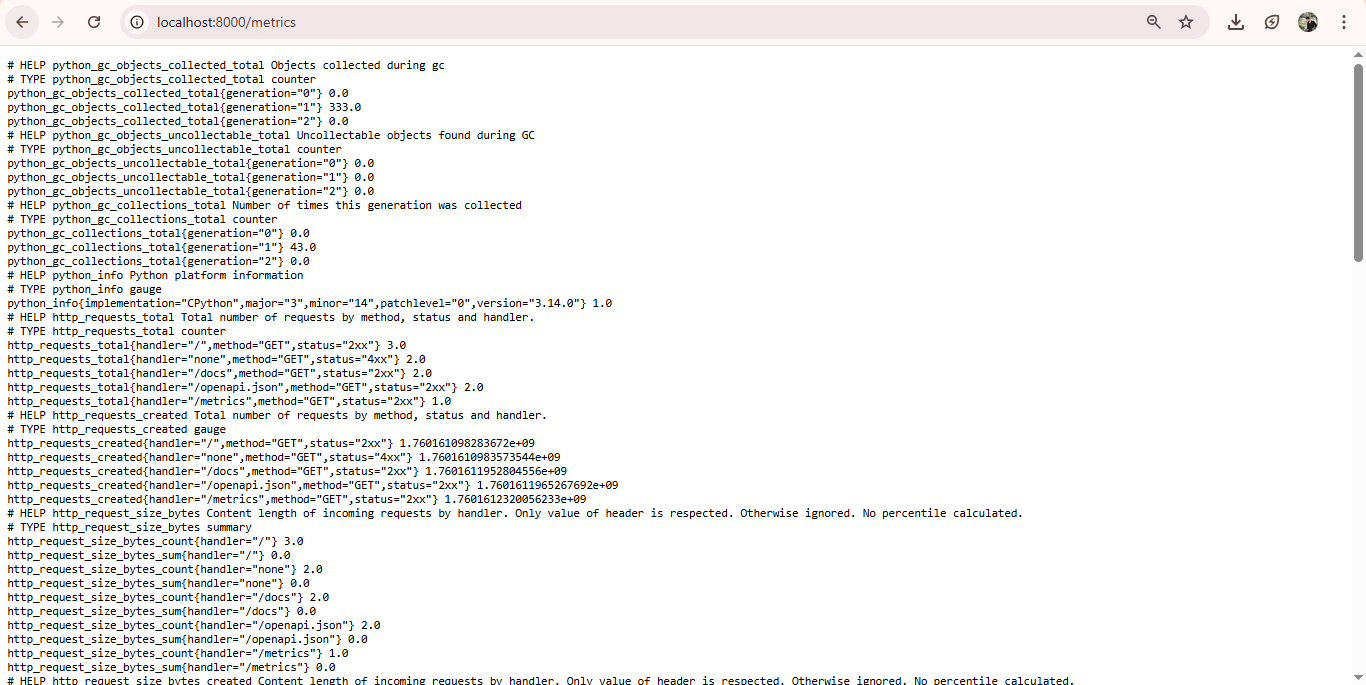 localhost:8000/metrics
# HELP python_gc_objects_collected_total Objects collected during gc
# TYPE python_gc_objects_collected_total counter
python_gc_objects_collected_total{generation="0"} 0.0
python_gc_objects_collected_total{generation="1"} 333.0
python_gc_objects_collected_total{generation="2"} 0.0
# HELP python_gc_objects_uncollectable_total Uncollectable objects found during GC
# TYPE python_gc_objects_uncollectable_total counter
python_gc_objects_uncollectable_total{generation="0"} 0.0
python_gc_objects_uncollectable_total{generation="1"} 0.0
python_gc_objects_uncollectable_total{generation="2"} 0.0
# HELP python_gc_collections_total Number of times this generation was collected
# TYPE python_gc_collections_total counter
python_gc_collections_total{generation="0"} 0.0
python_gc_collections_total{generation="1"} 43.0
python_gc_collections_total{generation="2"} 0.0
# HELP python_info Python platform information
# TYPE python_info gauge
python_info{implementation="CPython",major="3",minor="14",patchlevel="0",version="3.14.0"} 1.0
# HELP http_requests_total Total number of requests by method, status and handler.
# TYPE http_requests_total counter
http_requests_total{handler="/",method="GET",status="2xx"} 3.0
http_requests_total{handler="none",method="GET",status="4xx"} 2.0
http_requests_total{handler="/docs",method="GET",status="2xx"} 2.0
http_requests_total{handler="/openapi.json",method="GET",status="2xx"} 2.0
http_requests_total{handler="/metrics",method="GET",status="2xx"} 1.0
# HELP http_requests_created Total number of requests by method, status and handler.
# TYPE http_requests_created gauge
http_requests_created{handler="/",method="GET",status="2xx"} 1.760161098283672e+09
http_requests_created{handler="none",method="GET",status="4xx"} 1.7601610983573544e+09
http_requests_created{handler="/docs",method="GET",status="2xx"} 1.7601611952804556e+09
http_requests_created{handler="/openapi.json",method="GET",status="2xx"} 1.7601611965267692e+09
http_requests_created{handler="/metrics",method="GET",status="2xx"} 1.7601612320056233e+09
# HELP http_request_size_bytes Content length of incoming requests by handler. Only value of header is respected. Otherwise ignored. No percentile calculated.
# TYPE http_request_size_bytes summary
http_request_size_bytes_count{handler="/"} 3.0
http_request_size_bytes_sum{handler="/"} 0.0
http_request_size_bytes_count{handler="none"} 2.0
http_request_size_bytes_sum{handler="none"} 0.0
http_request_size_bytes_count{handler="/docs"} 2.0
http_request_size_bytes_sum{handler="/docs"} 0.0
http_request_size_bytes_count{handler="/openapi.json"} 2.0
http_request_size_bytes_sum{handler="/openapi.json"} 0.0
http_request_size_bytes_count{handler="/metrics"} 1.0
http_request_size_bytes_sum{handler="/metrics"} 0.0
# HELP http_request_size_bytes_created Content length of incoming requests by handler. Only value of header is respected. Otherwise ignored. No percentile calculated.